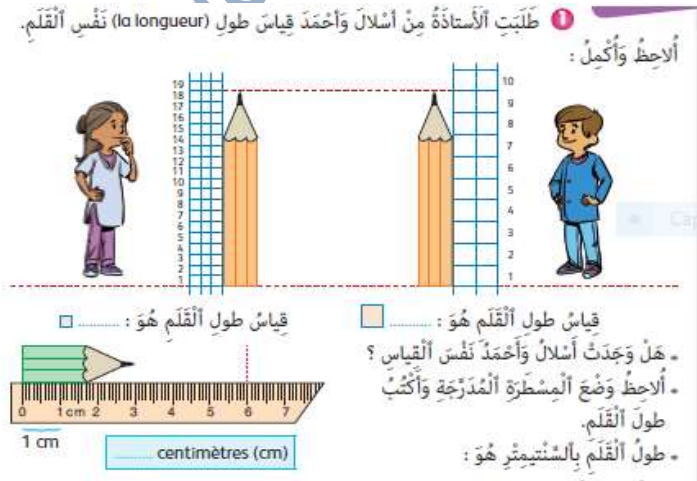 1 طَلَبَتِ ٱلْأُسْتاذَةُ مِنْ أَسْلالَ وَأَحْمَدَ قِياسَ طولِ (la longueur) نَفْسِ ٱلْقَلَمِ.
أُلاحِظُ وَأُكْمِلُ :
19
18
17
16
15
14
13
12
11
10
9
8
7
6
5
4
3
2
1
10
9
8
7
6
5
4
3
2
1
قِياسُ طولِ ٱلْقَلَمِ هُوَ : ..........
قِياسُ طولِ ٱلْقَلَمِ هُوَ : ..........
• هَلْ وَجَدَتْ أَسْلالُ وَأَحْمَدُ نَفْسَ ٱلْقِياسِ ؟
• أُلاحِظُ وَضْعَ ٱلْمِسْطَرَةِ ٱلْمُدَرَّجَةِ وَأَكْتُبُ
طولَ ٱلْقَلَمِ.
• طولُ ٱلْقَلَمِ بِٱلسَّنْتيمِتْرِ هُوَ :
0 1 cm 2 3 4 5 6 7
1 cm
.......... centimètres (cm)